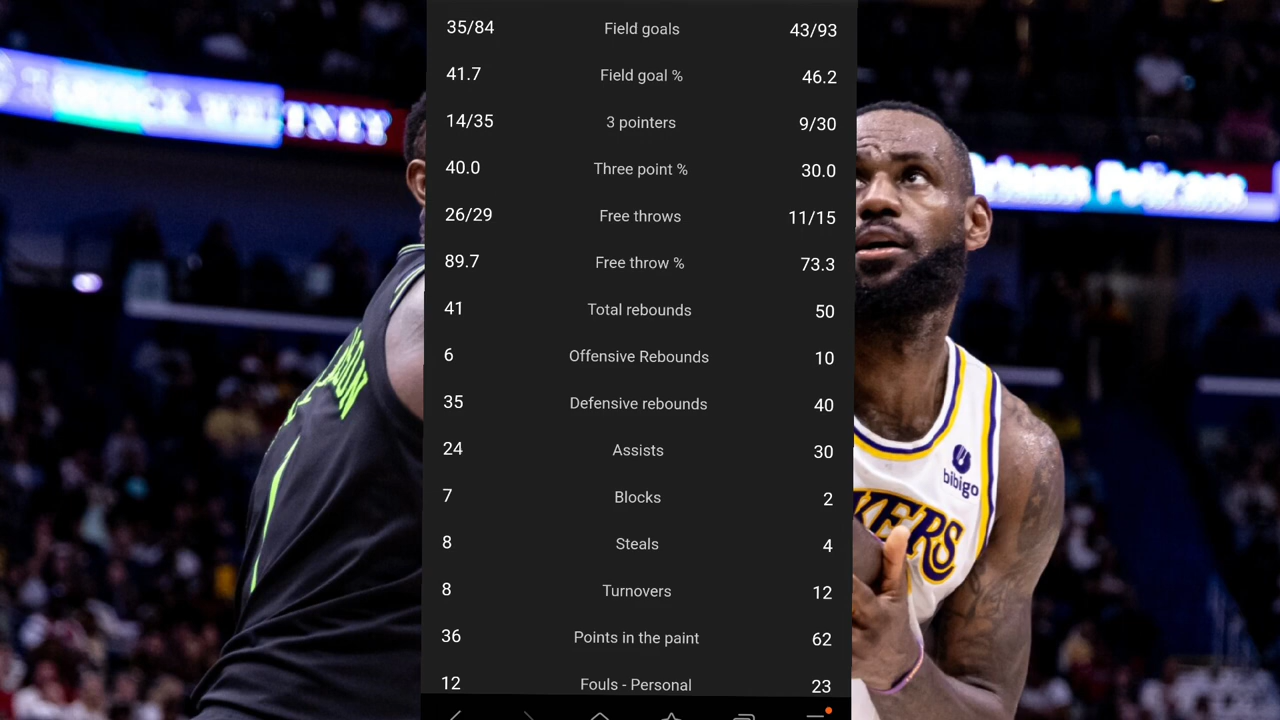 35/84 Field goals 43/93
41.7 Field goal % 46.2
14/35 3 pointers 9/30
40.0 Three point % 30.0
26/29 Free throws 11/15
89.7 Free throw % 73.3
41 Total rebounds 50
6 Offensive Rebounds 10
35 Defensive rebounds 40
24 Assists 30
7 Blocks 2
8 Steals 4
8 Turnovers 12
36 Points in the paint 62
12 Fouls - Personal 23
Pelicans
bibigo
1